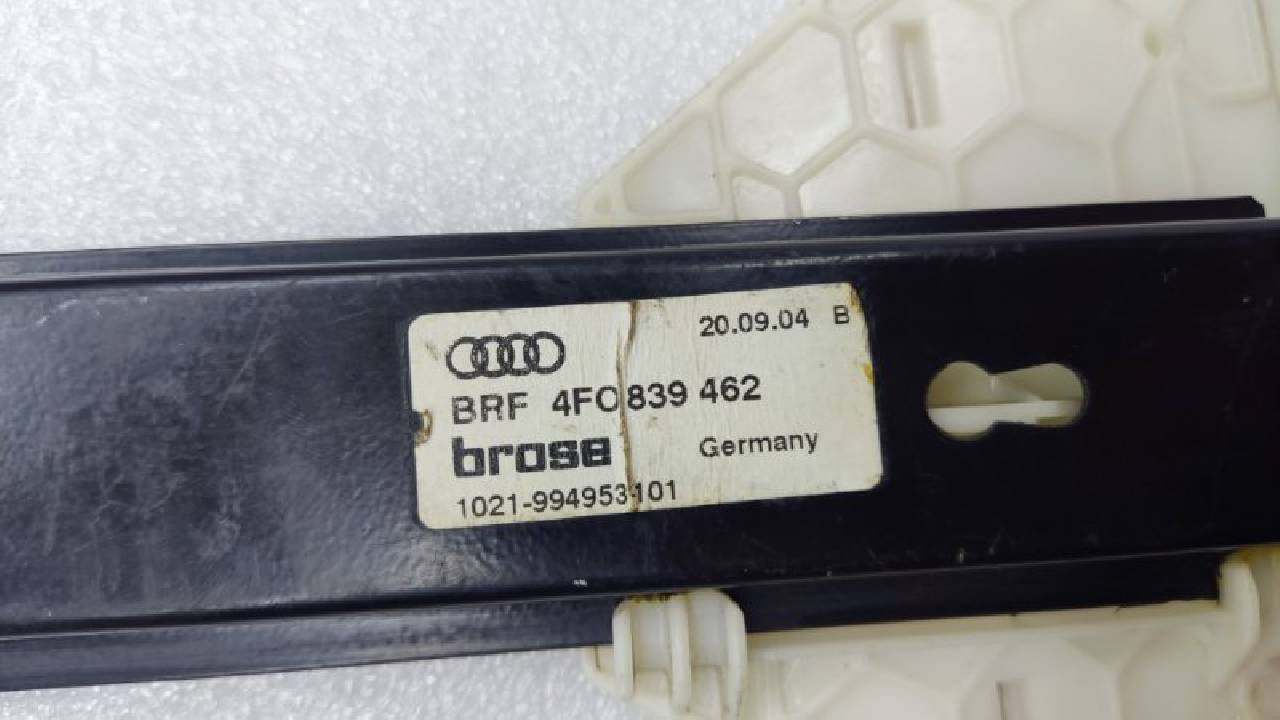 20.09.04 B
BRF 4F0 839 462
brose Germany
1021-994953101